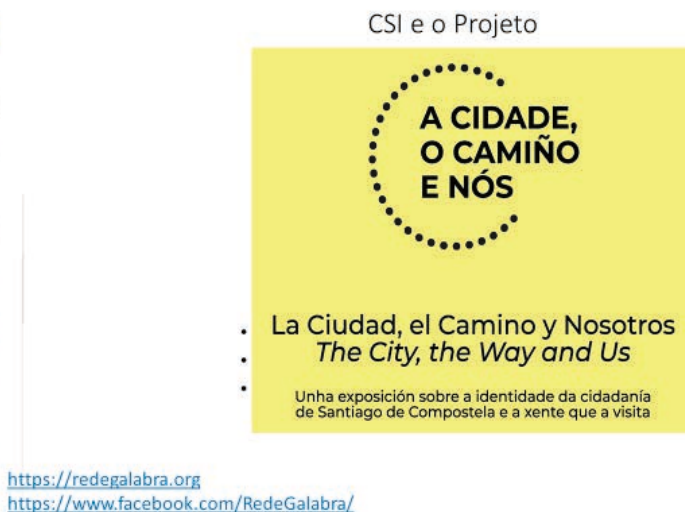 CSI e o Projeto
A CIDADE,
O CAMIÑO
E NÓS
La Ciudad, el Camino y Nosotros
The City, the Way and Us
Unha exposición sobre a identidade da cidadanía
de Santiago de Compostela e a xente que a visita
https://redegalabra.org
https://www.facebook.com/RedeGalabra/